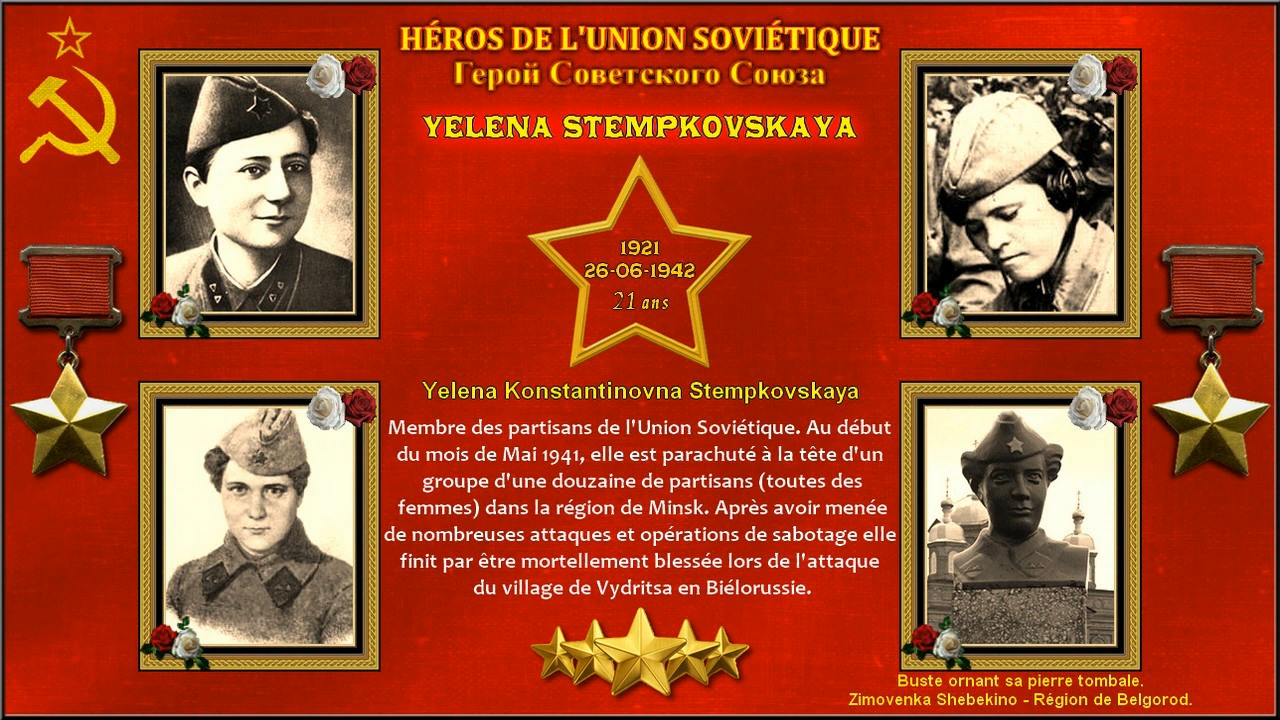 HÉROS DE L'UNION SOVIÉTIQUE
Герой Советского Союза
YELENA STEMPKOVSKAYA
1921
26-06-1942
21 ans
Yelena Konstantinovna Stempkovskaya
Membre des partisans de l'Union Soviétique. Au début
du mois de Mai 1941, elle est parachuté à la tête d'un
groupe d'une douzaine de partisans (toutes des
femmes) dans la région de Minsk. Après avoir menée
de nombreuses attaques et opérations de sabotage elle
finit par être mortellement blessée lors de l'attaque
du village de Vydritsa en Biélorussie.
Buste ornant sa pierre tombale.
Zimovenka Shebekino - Région de Belgorod.